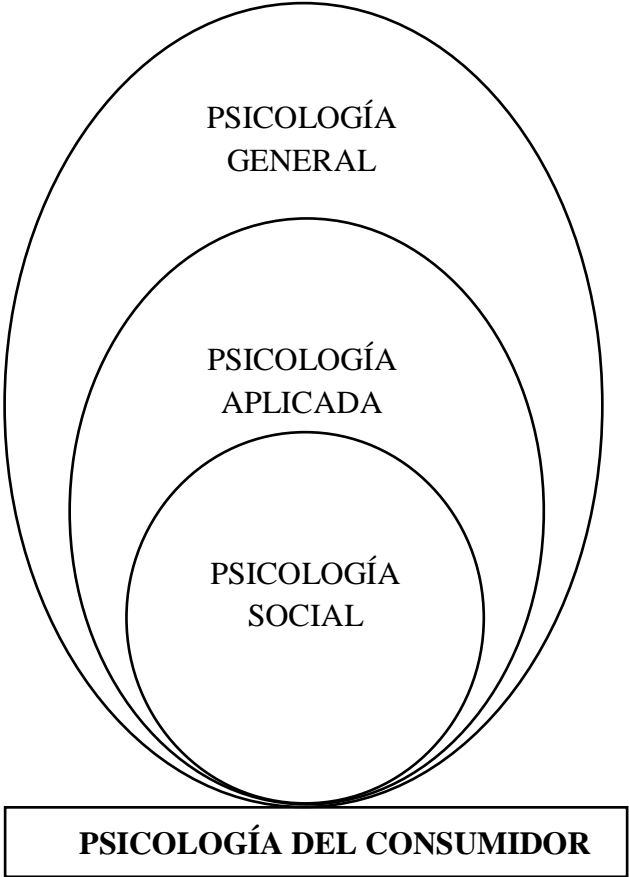 PSICOLOGÍA
GENERAL
PSICOLOGÍA
APLICADA
PSICOLOGÍA
SOCIAL
PSICOLOGÍA DEL CONSUMIDOR